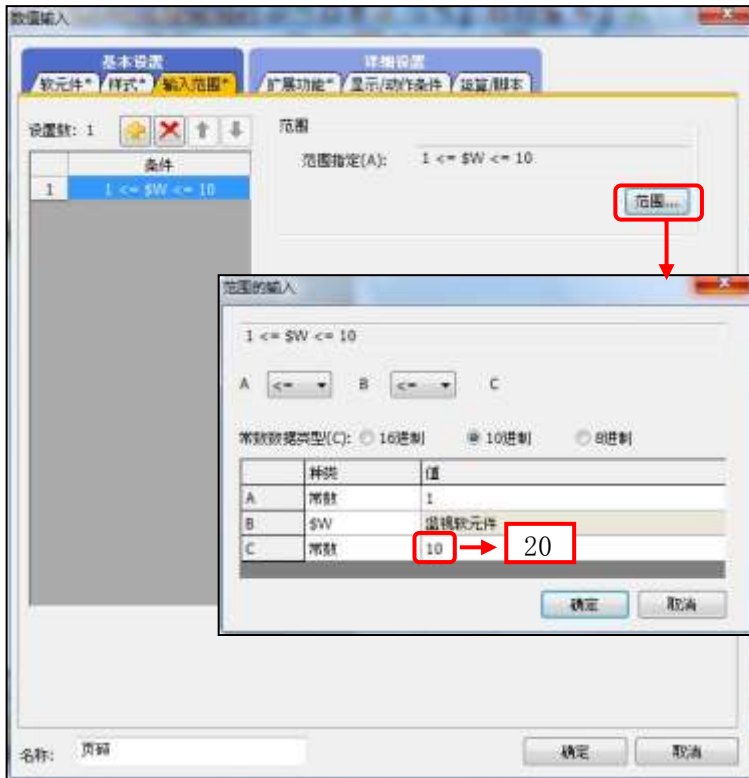 数值输入
基本设置
详细设置
软元件*
样式*
输入范围*
扩展功能*
显示/动作条件
运算/脚本
设置数: 1
条件
1
1 <= $W <= 10
范围
范围指定(A): 1 <= $W <= 10
范围...
范围的输入
1 <= $W <= 10
A <= B <= C
常数数据类型(C): 16进制 10进制 8进制
种类 值
A 常数 1
B $W 监视软元件
C 常数 10 20
确定 取消
名称: 页码
确定 取消